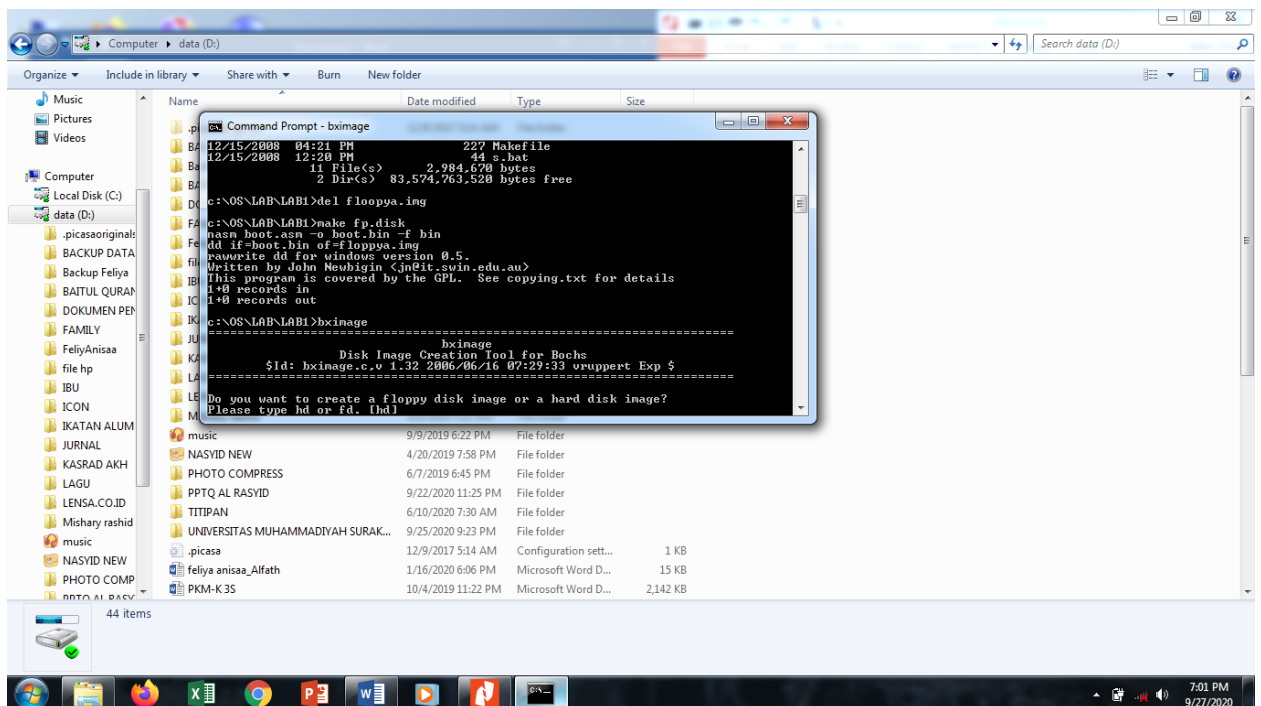 Computer ▸ data (D:)
Search data (D:)
Organize
Include in library
Share with
Burn
New folder
Music
Pictures
Videos
Computer
Local Disk (C:)
data (D:)
.picasaoriginals
BACKUP DATA
Backup Feliya
BAITUL QURAN
DOKUMEN PEN
FAMILY
FeliyAnisaa
file hp
IBU
ICON
IKATAN ALUM
JURNAL
KASRAD AKH
LAGU
LENSA.CO.ID
Mishary rashid
music
NASYID NEW
PHOTO COMP
PPTQ AL RASY
Name Date modified Type Size
Command Prompt - bximage
12/15/2008 04:21 PM 227 Makefile
12/15/2008 12:20 PM 44 s.bat
11 File(s) 2,984,670 bytes
2 Dir(s) 83,574,763,520 bytes free
c:\OS\LAB\LAB1>del floopya.img
c:\OS\LAB\LAB1>make fp.disk
nasm boot.asm -o boot.bin -f bin
dd if=boot.bin of=floppya.img
rawwrite dd for windows version 0.5.
Written by John Newbigin <jn@it.swin.edu.au>
This program is covered by the GPL. See copying.txt for details
1+0 records in
1+0 records out
c:\OS\LAB\LAB1>bximage
========================================================================
bximage
Disk Image Creation Tool for Bochs
$Id: bximage.c,v 1.32 2006/06/16 07:29:33 vruppert Exp $
========================================================================
Do you want to create a floppy disk image or a hard disk image?
Please type hd or fd. [hd]
music 9/9/2019 6:22 PM File folder
NASYID NEW 4/20/2019 7:58 PM File folder
PHOTO COMPRESS 6/7/2019 6:45 PM File folder
PPTQ AL RASYID 9/22/2020 11:25 PM File folder
TITIPAN 6/10/2020 7:30 AM File folder
UNIVERSITAS MUHAMMADIYAH SURAK... 9/25/2020 9:23 PM File folder
.picasa 12/9/2017 5:14 AM Configuration sett... 1 KB
feliya anisaa_Alfath 1/16/2020 6:06 PM Microsoft Word D... 15 KB
PKM-K 3S 10/4/2019 11:22 PM Microsoft Word D... 2,142 KB
44 items
7:01 PM
9/27/2020